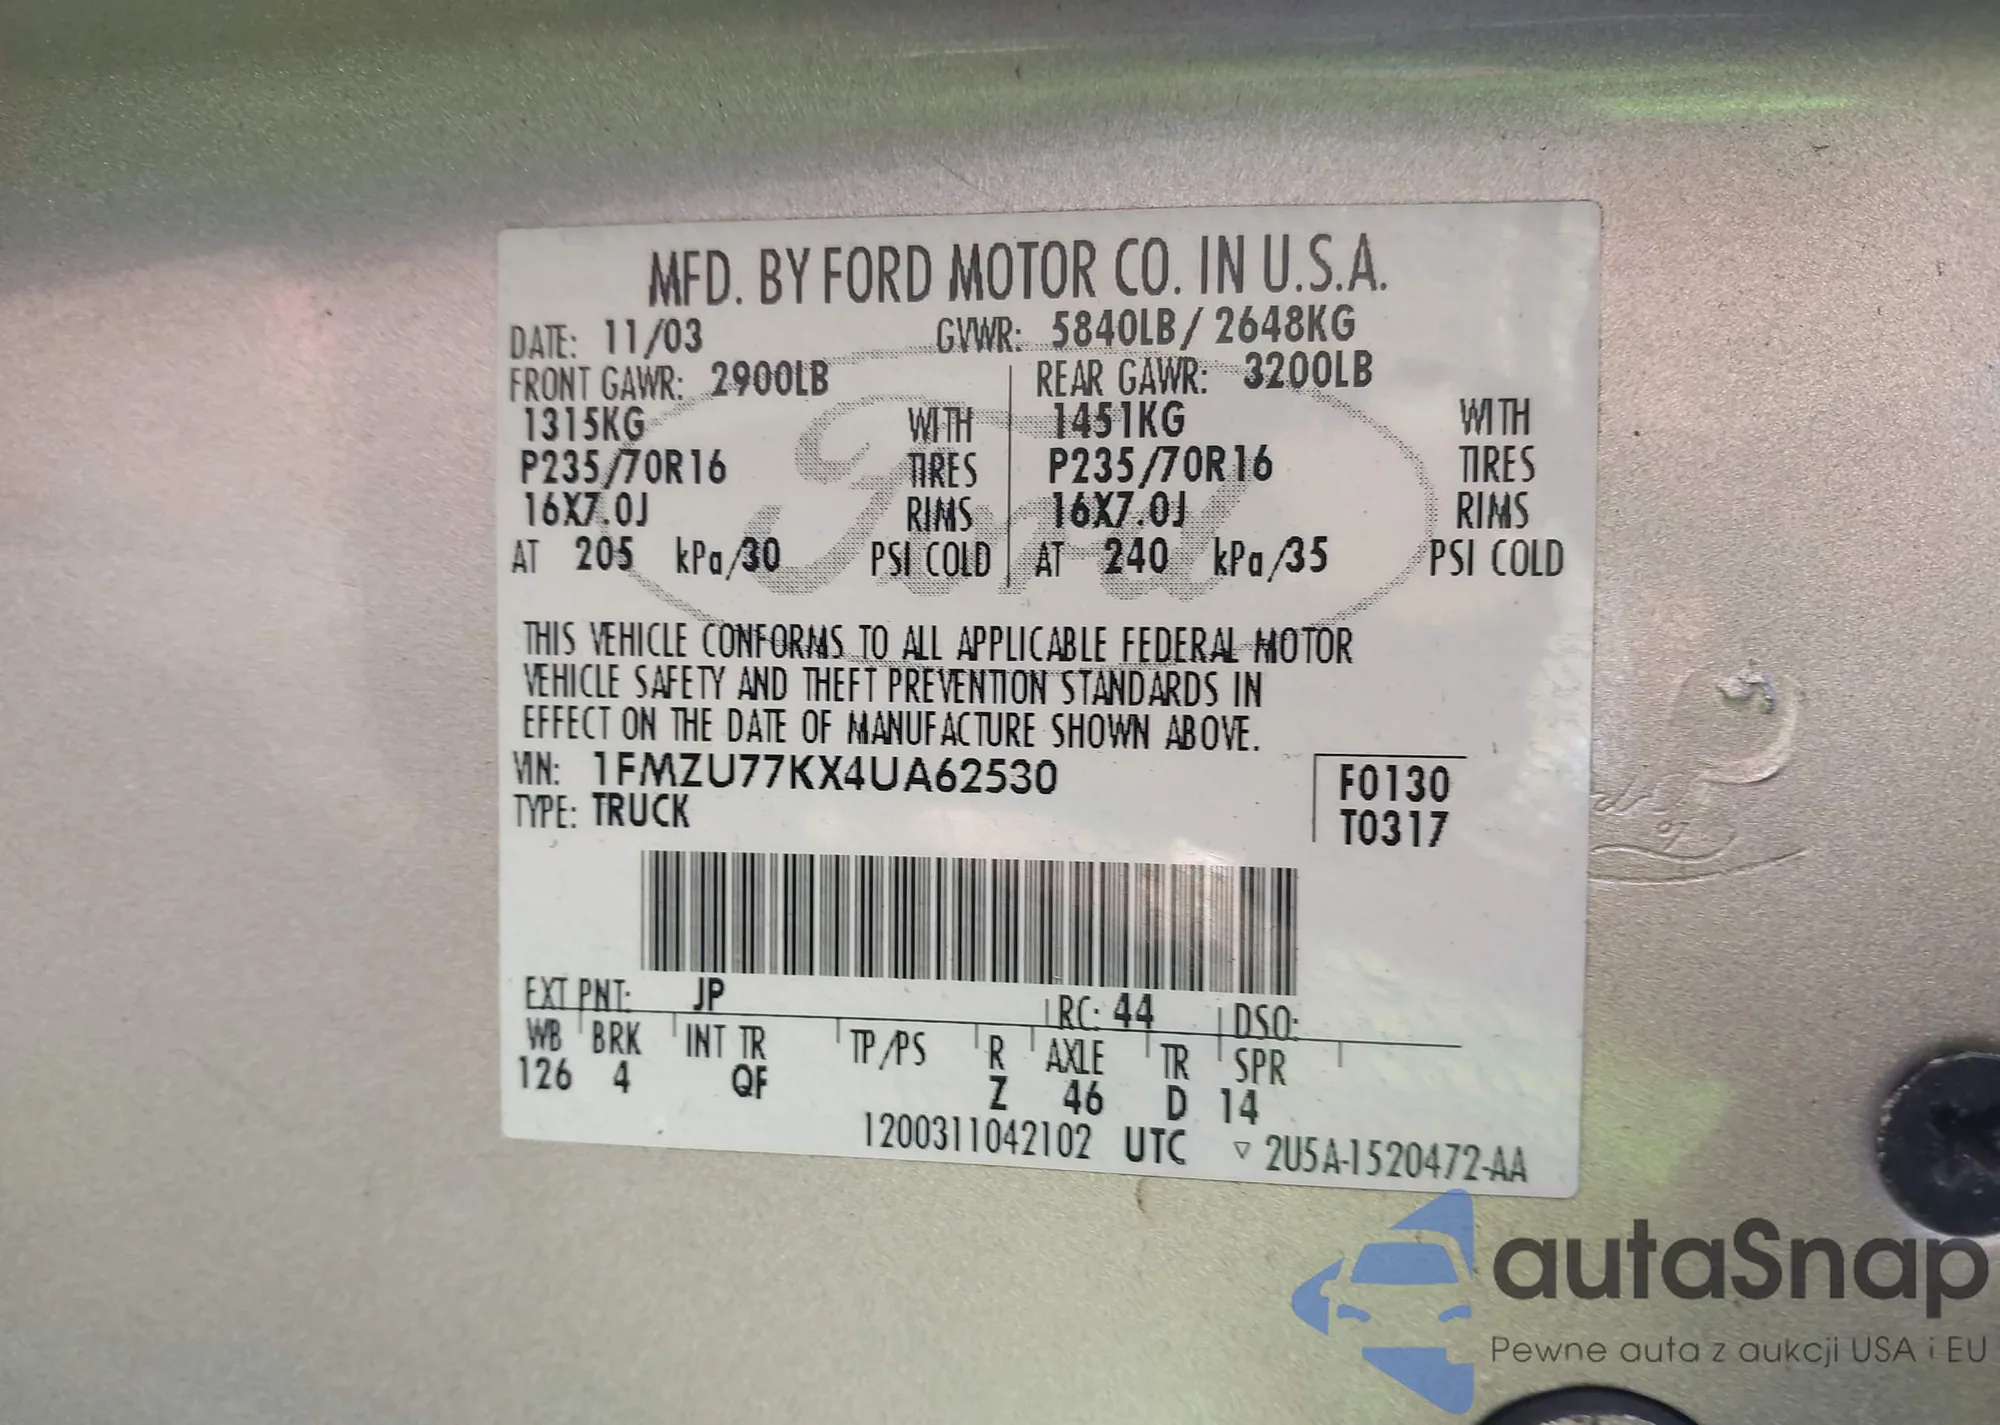 MFD. BY FORD MOTOR CO. IN U.S.A.
DATE: 11/03 GVWR: 5840LB / 2648KG
FRONT GAWR: 2900LB REAR GAWR: 3200LB
1315KG WITH 1451KG WITH
P235/70R16 TIRES P235/70R16 TIRES
16X7.0J RIMS 16X7.0J RIMS
AT 205 kPa/30 PSI COLD AT 240 kPa/35 PSI COLD
THIS VEHICLE CONFORMS TO ALL APPLICABLE FEDERAL MOTOR
VEHICLE SAFETY AND THEFT PREVENTION STANDARDS IN
EFFECT ON THE DATE OF MANUFACTURE SHOWN ABOVE.
VIN: 1FMZU77KX4UA62530 F0130
TYPE: TRUCK T0317
EXT PNT: JP RC: 44 DSO:
WB BRK INT TR TP/PS R AXLE TR SPR
126 4 QF Z 46 D 14
1200311042102 UTC ▽ 2U5A-1520472-AA
Ford
autaSnap
Pewne auta z aukcji USA i EU